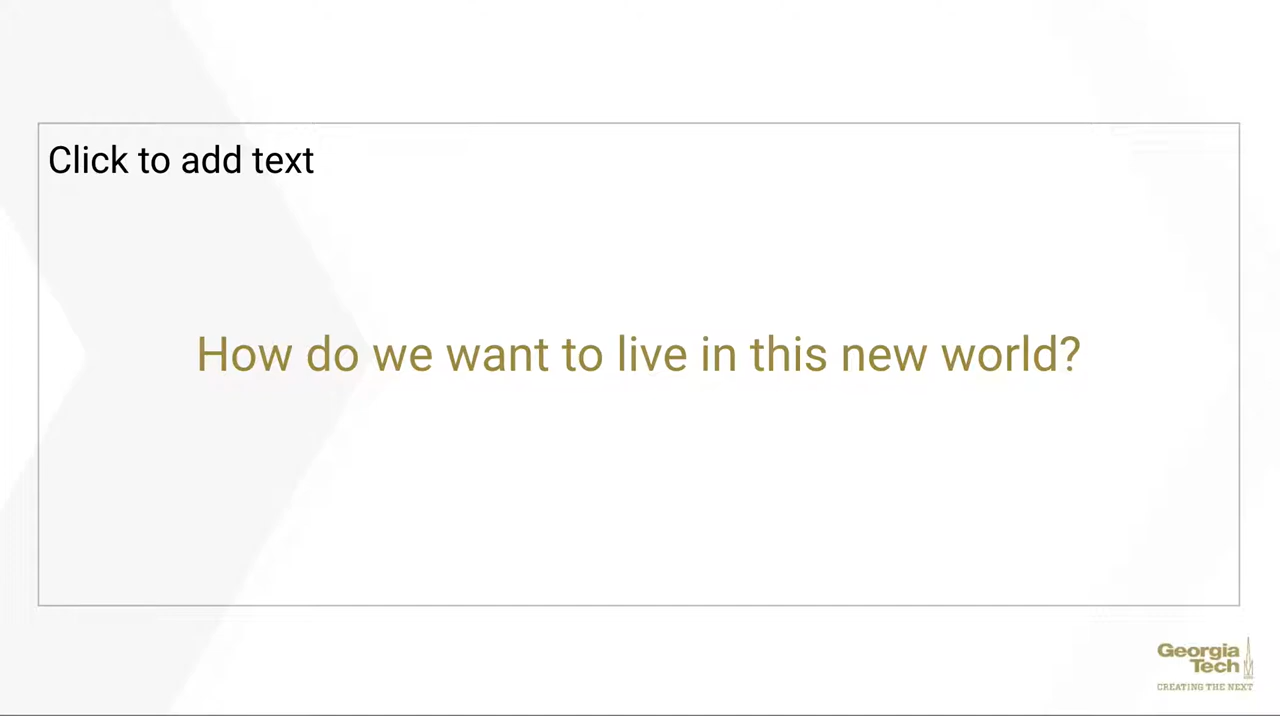 Click to add text
How do we want to live in this new world?
Georgia
Tech
CREATING THE NEXT